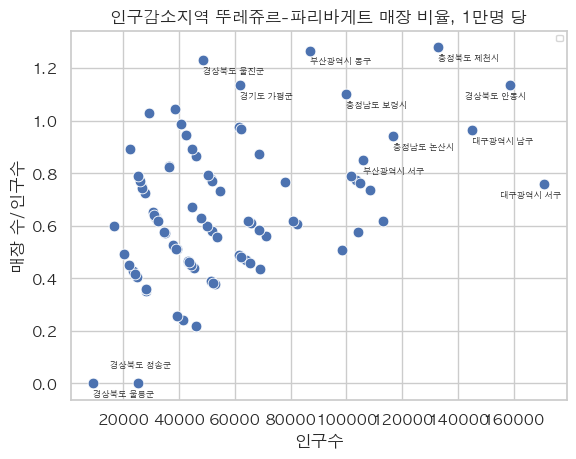 인구감소지역 뚜레쥬르-파리바게트 매장 비율, 1만명 당
매장 수/ 인구수
1.2
1.0
0.8
0.6
0.4
0.2
0.0
경상북도 울진군
부산광역시 동구
충정북도 제천시
경기도 가평군
충정남도 보령시
경상북도 안동시
충정남도 논산시
대구광역시 남구
부산광역시 서구
대구광역시 서구
경상북도 청송군
경상북도 울릉군
20000 40000 60000 80000 100000 120000 140000 160000
인구수